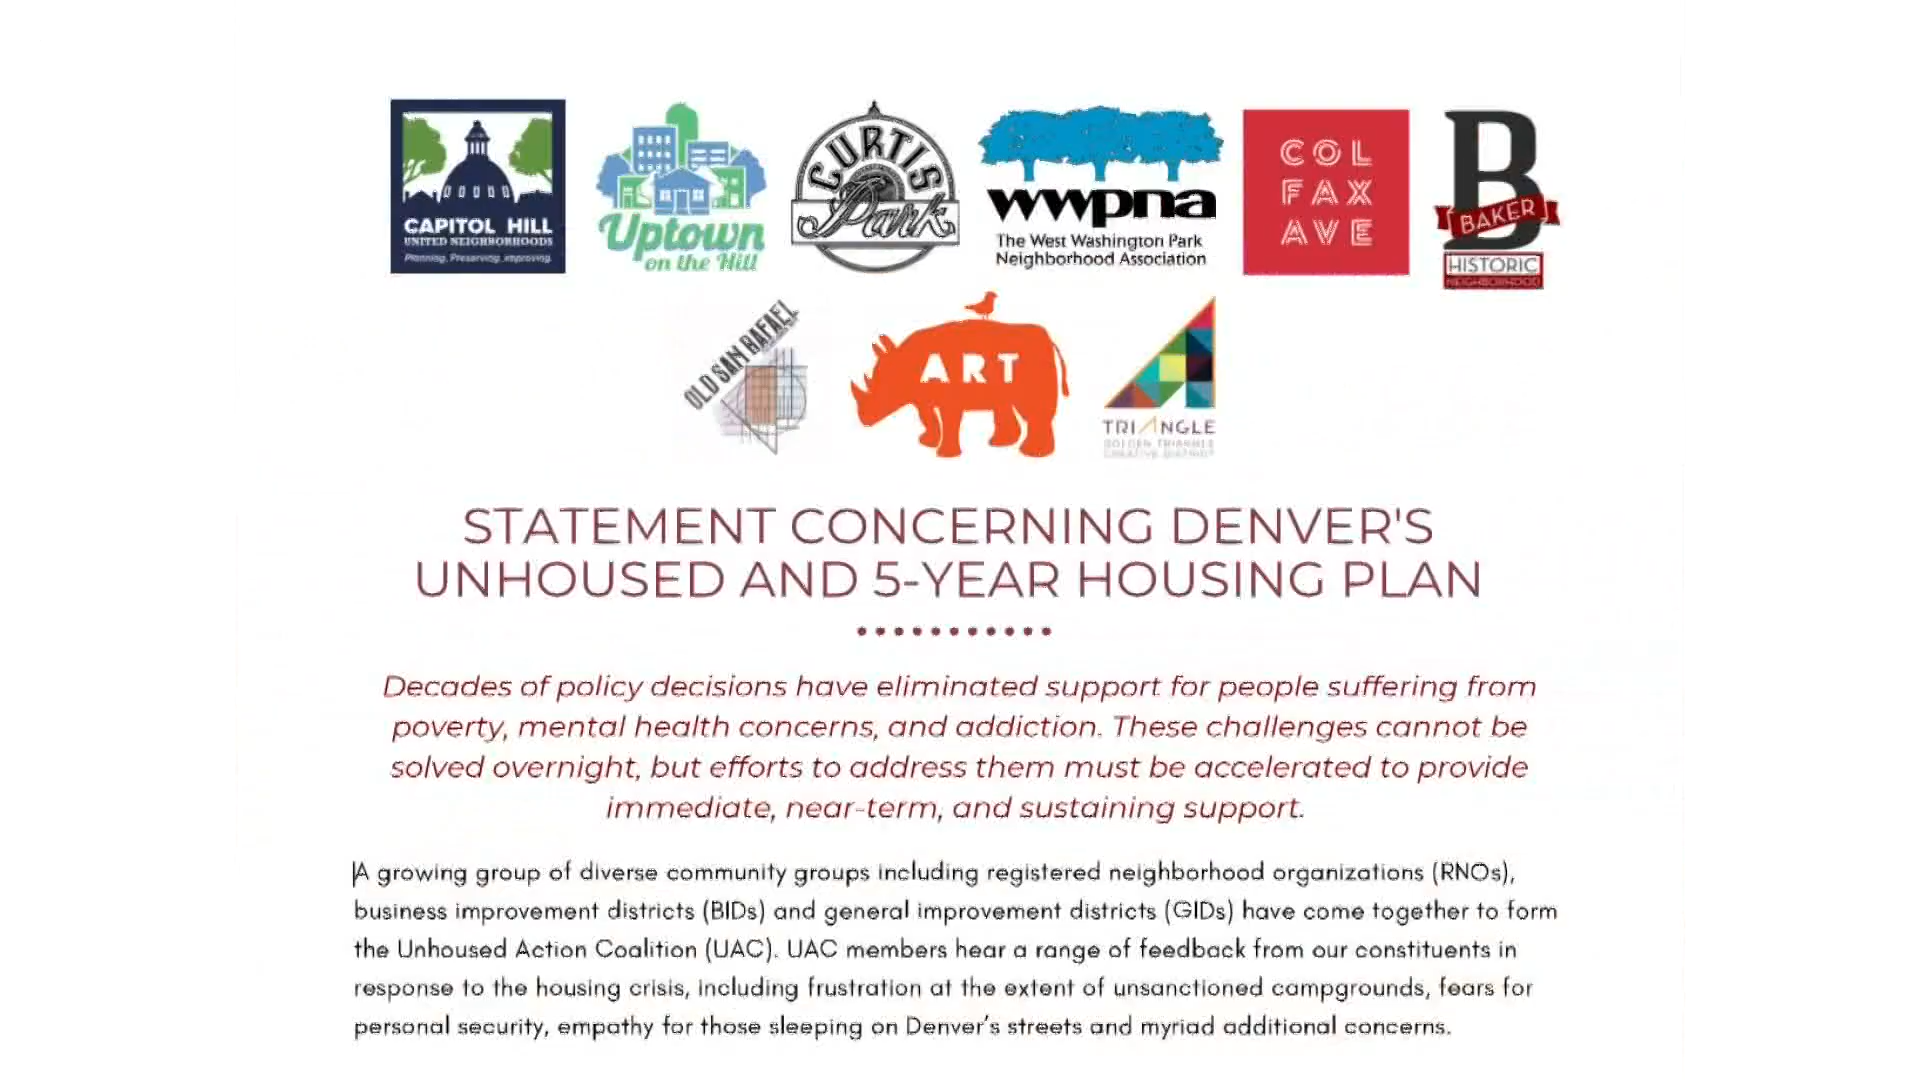 CAPITOL HILL
UNITED NEIGHBORHOODS
Planning. Preserving. improving.
Uptown
on the Hill
CURTIS
Park
wwpna
The West Washington Park
Neighborhood Association
COL
FAX
AVE
B
BAKER
HISTORIC
NEIGHBORHOOD
OLD SAN RAFAEL
ART
TRIANGLE
GOLDEN TRIANGLE
CREATIVE DISTRICT
STATEMENT CONCERNING DENVER'S
UNHOUSED AND 5-YEAR HOUSING PLAN
Decades of policy decisions have eliminated support for people suffering from
poverty, mental health concerns, and addiction. These challenges cannot be
solved overnight, but efforts to address them must be accelerated to provide
immediate, near-term, and sustaining support.
A growing group of diverse community groups including registered neighborhood organizations (RNOs),
business improvement districts (BIDs) and general improvement districts (GIDs) have come together to form
the Unhoused Action Coalition (UAC). UAC members hear a range of feedback from our constituents in
response to the housing crisis, including frustration at the extent of unsanctioned campgrounds, fears for
personal security, empathy for those sleeping on Denver’s streets and myriad additional concerns.